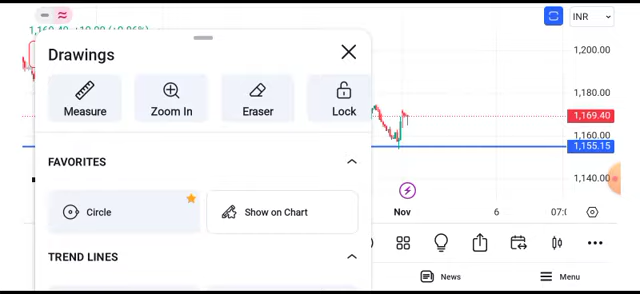 INR
1,169.40 +10.00 (+0.86%)
Drawings
1,200.00
Measure
Zoom In
Eraser
Lock
1,180.00
1,169.40
1,160.00
1,155.15
FAVORITES
1,140.00
Circle
Show on Chart
Nov
6
07:(
TREND LINES
News
Menu